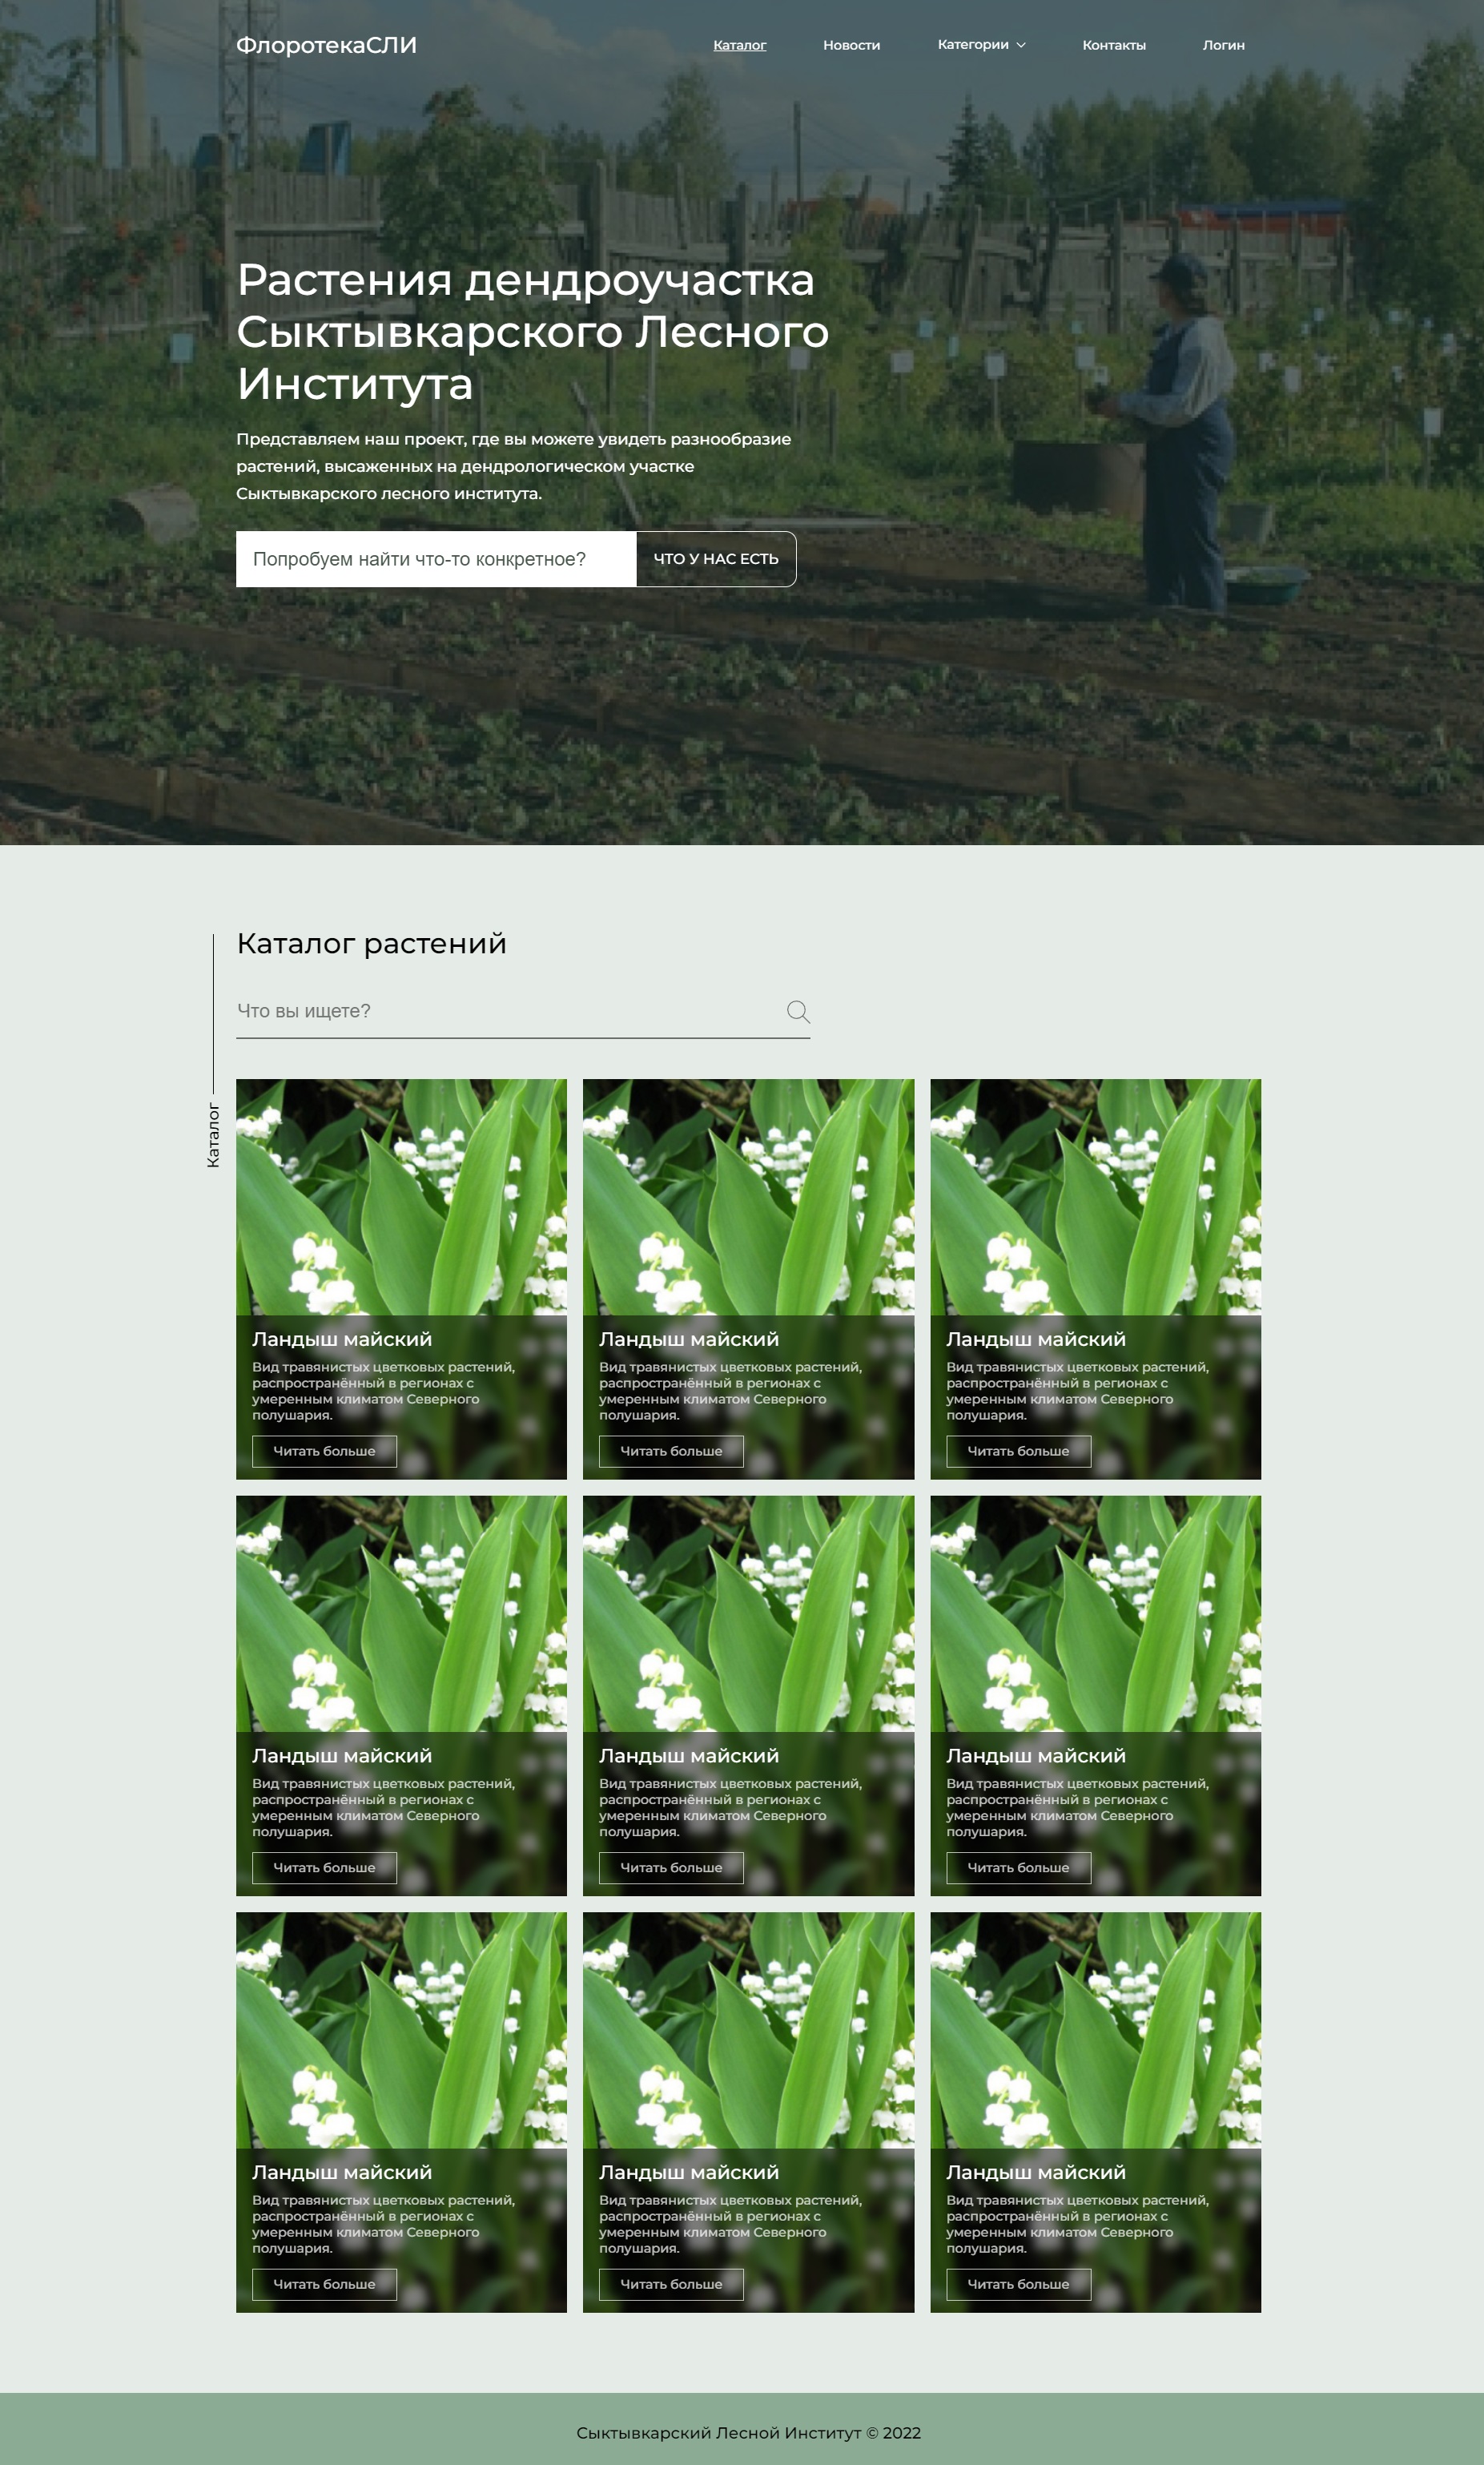 ФлоротекаСЛИ
Каталог
Новости
Категории
Контакты
Логин
Растения дендроучастка
Сыктывкарского Лесного
Института
Представляем наш проект, где вы можете увидеть разнообразие
растений, высаженных на дендрологическом участке
Сыктывкарского лесного института.
Попробуем найти что-то конкретное?
ЧТО У НАС ЕСТЬ
Каталог растений
Что вы ищете?
Каталог
Ландыш майский
Вид травянистых цветковых растений,
распространённый в регионах с
умеренным климатом Северного
полушария.
Читать больше
Ландыш майский
Вид травянистых цветковых растений,
распространённый в регионах с
умеренным климатом Северного
полушария.
Читать больше
Ландыш майский
Вид травянистых цветковых растений,
распространённый в регионах с
умеренным климатом Северного
полушария.
Читать больше
Ландыш майский
Вид травянистых цветковых растений,
распространённый в регионах с
умеренным климатом Северного
полушария.
Читать больше
Ландыш майский
Вид травянистых цветковых растений,
распространённый в регионах с
умеренным климатом Северного
полушария.
Читать больше
Ландыш майский
Вид травянистых цветковых растений,
распространённый в регионах с
умеренным климатом Северного
полушария.
Читать больше
Ландыш майский
Вид травянистых цветковых растений,
распространённый в регионах с
умеренным климатом Северного
полушария.
Читать больше
Ландыш майский
Вид травянистых цветковых растений,
распространённый в регионах с
умеренным климатом Северного
полушария.
Читать больше
Ландыш майский
Вид травянистых цветковых растений,
распространённый в регионах с
умеренным климатом Северного
полушария.
Читать больше
Сыктывкарский Лесной Институт © 2022